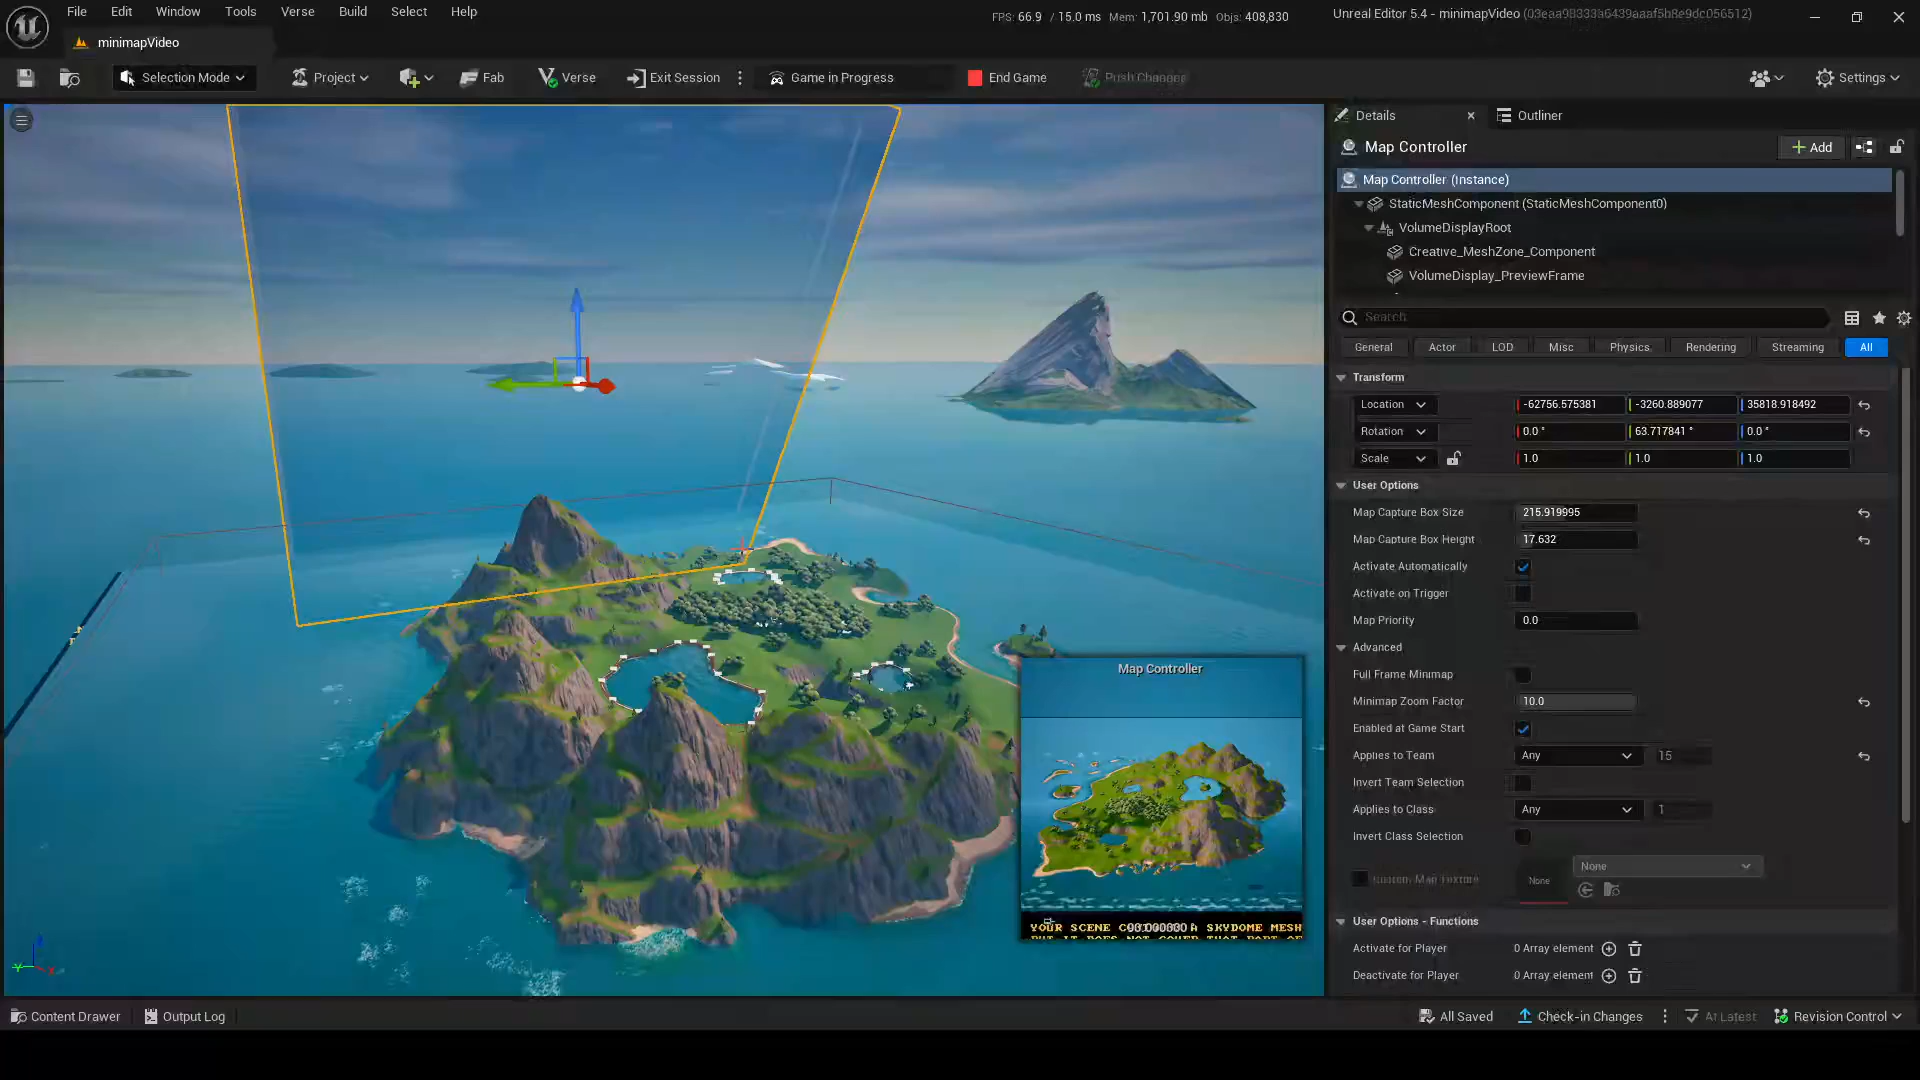 File Edit Window Tools Verse Build Select Help
FPS: 66.9 / 15.0 ms Mem: 1,701.90 mb Objs: 408,830
Unreal Editor 5.4 - minimapVideo
minimapVideo
Selection Mode
Project
Fab
Verse
Exit Session
Game in Progress
End Game
Push Changes
Settings
Details
Outliner
Map Controller
Add
Map Controller (Instance)
StaticMeshComponent (StaticMeshComponent0)
VolumeDisplayRoot
Creative_MeshZone_Component
VolumeDisplay_PreviewFrame
Search
General Actor LOD Misc Physics Rendering Streaming All
Transform
Location -62756.575381 -3260.889077 35818.918492
Rotation 0.0 ° 63.717841 ° 0.0 °
Scale 1.0 1.0 1.0
User Options
Map Capture Box Size 215.919995
Map Capture Box Height 17.632
Activate Automatically
Activate on Trigger
Map Priority 0.0
Advanced
Full Frame Minimap
Minimap Zoom Factor 10.0
Enabled at Game Start
Applies to Team Any 15
Invert Team Selection
Applies to Class Any 1
Invert Class Selection
Custom Map Texture None None
User Options - Functions
Activate for Player 0 Array element
Deactivate for Player 0 Array element
Map Controller
YOUR SCENE A SKYDOME MESH
Content Drawer
Output Log
All Saved
Check-in Changes
At Latest
Revision Control